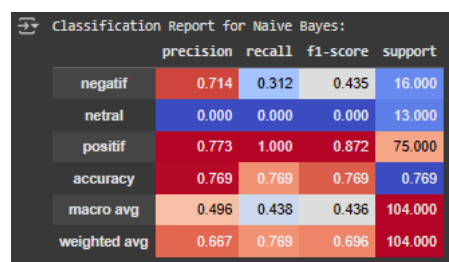 Classification Report for Naive Bayes:
precision recall f1-score support
negatif 0.714 0.312 0.435 16.000
netral 0.000 0.000 0.000 13.000
positif 0.773 1.000 0.872 75.000
accuracy 0.769 0.769 0.769 0.769
macro avg 0.496 0.438 0.436 104.000
weighted avg 0.667 0.769 0.696 104.000